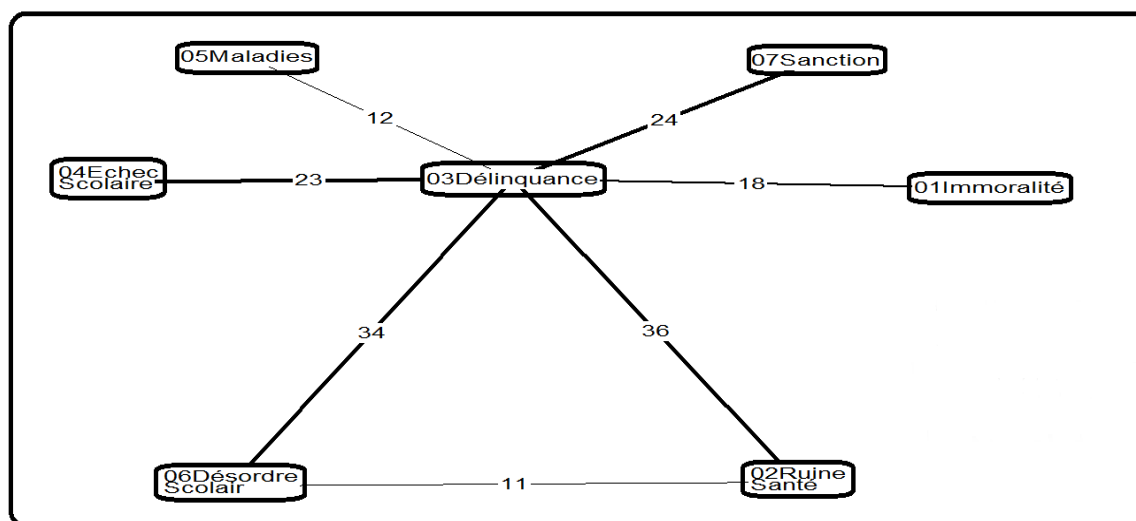 05Maladies
07Sanction
12
24
04Echec
Scolaire
23
03Délinquance
18
01Immoralité
34
36
06Désordre
Scolair
11
02Ruine
Santé